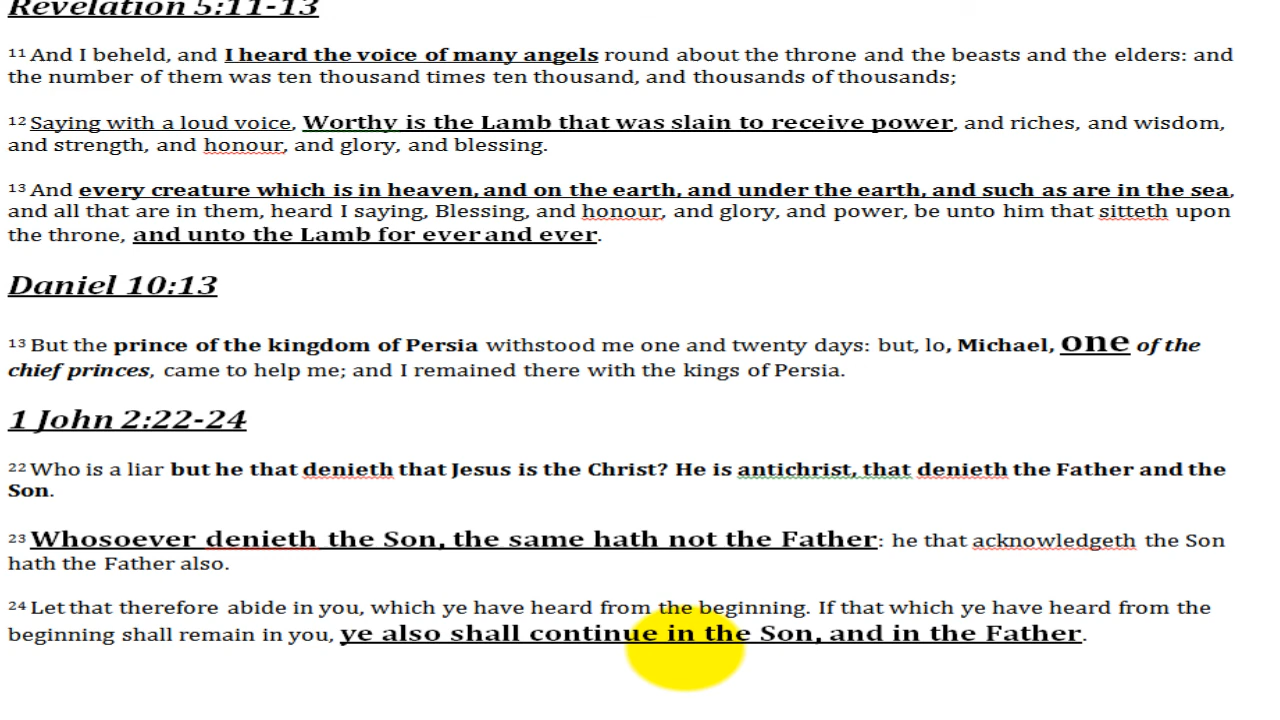 Revelation 5:11-13
11 And I beheld, and I heard the voice of many angels round about the throne and the beasts and the elders: and
the number of them was ten thousand times ten thousand, and thousands of thousands;
12 Saying with a loud voice, Worthy is the Lamb that was slain to receive power, and riches, and wisdom,
and strength, and honour, and glory, and blessing.
13 And every creature which is in heaven, and on the earth, and under the earth, and such as are in the sea,
and all that are in them, heard I saying, Blessing, and honour, and glory, and power, be unto him that sitteth upon
the throne, and unto the Lamb for ever and ever.
Daniel 10:13
13 But the prince of the kingdom of Persia withstood me one and twenty days: but, lo, Michael, one of the
chief princes, came to help me; and I remained there with the kings of Persia.
1 John 2:22-24
22 Who is a liar but he that denieth that Jesus is the Christ? He is antichrist, that denieth the Father and the
Son.
23 Whosoever denieth the Son, the same hath not the Father: he that acknowledgeth the Son
hath the Father also.
24 Let that therefore abide in you, which ye have heard from the beginning. If that which ye have heard from the
beginning shall remain in you, ye also shall continue in the Son, and in the Father.